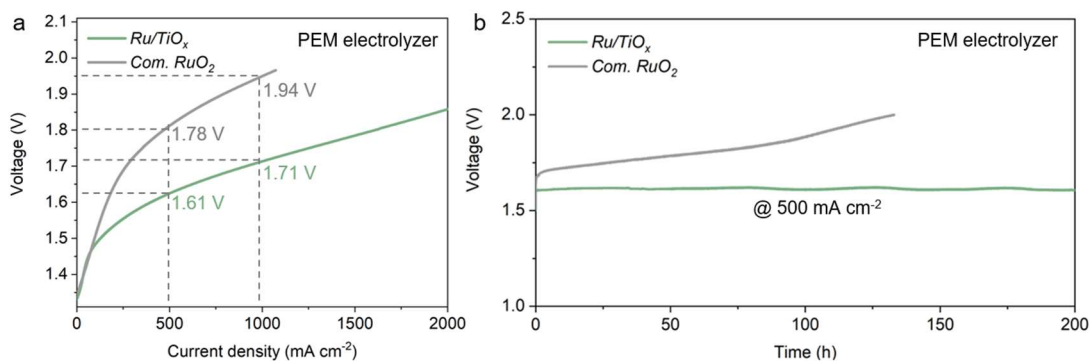 a
Ru/TiOₓ
Com. RuO₂
PEM electrolyzer
2.1
2.0
1.9
1.8
1.7
1.6
1.5
1.4
Voltage (V)
1.94 V
1.78 V
1.71 V
1.61 V
0
500
1000
1500
2000
Current density (mA cm⁻²)
b
Ru/TiOₓ
Com. RuO₂
PEM electrolyzer
2.5
2.0
1.5
1.0
Voltage (V)
@ 500 mA cm⁻²
0
50
100
150
200
Time (h)